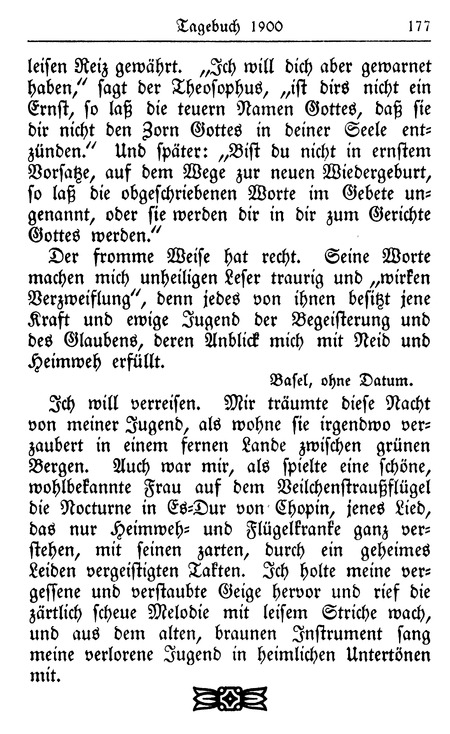 Tagebuch 1900 177
leisen Reiz gewährt. „Ich will dich aber gewarnet
haben,“ sagt der Theosophus, „ist dirs nicht ein
Ernst, so laß die teuern Namen Gottes, daß sie
dir nicht den Zorn Gottes in deiner Seele ent-
zünden.“ Und später: „Bist du nicht in ernstem
Vorsatze, auf dem Wege zur neuen Wiedergeburt,
so laß die obgeschriebenen Worte im Gebete un-
genannt, oder sie werden dir in dir zum Gerichte
Gottes werden.“
Der fromme Weise hat recht. Seine Worte
machen mich unheiligen Leser traurig und „wirken
Verzweiflung“, denn jedes von ihnen besitzt jene
Kraft und ewige Jugend der Begeisterung und
des Glaubens, deren Anblick mich mit Neid und
Heimweh erfüllt.
Basel, ohne Datum.
Ich will verreisen. Mir träumte diese Nacht
von meiner Jugend, als wohne sie irgendwo ver-
zaubert in einem fernen Lande zwischen grünen
Bergen. Auch war mir, als spielte eine schöne,
wohlbekannte Frau auf dem Veilchenstraußflügel
die Nocturne in Es-Dur von Chopin, jenes Lied,
das nur Heimweh- und Flügelkranke ganz ver-
stehen, mit seinen zarten, durch ein geheimes
Leiden vergeistigten Takten. Ich holte meine ver-
gessene und verstaubte Geige hervor und rief die
zärtlich scheue Melodie mit leisem Striche wach,
und aus dem alten, braunen Instrument sang
meine verlorene Jugend in heimlichen Untertönen
mit.